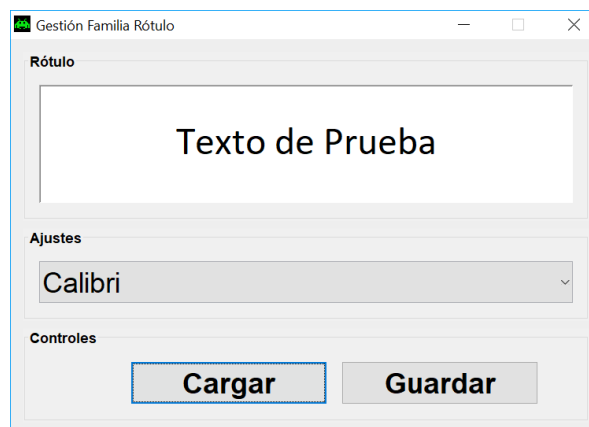 Gestión Familia Rótulo
Rótulo
Texto de Prueba
Ajustes
Calibri
Controles
Cargar Guardar